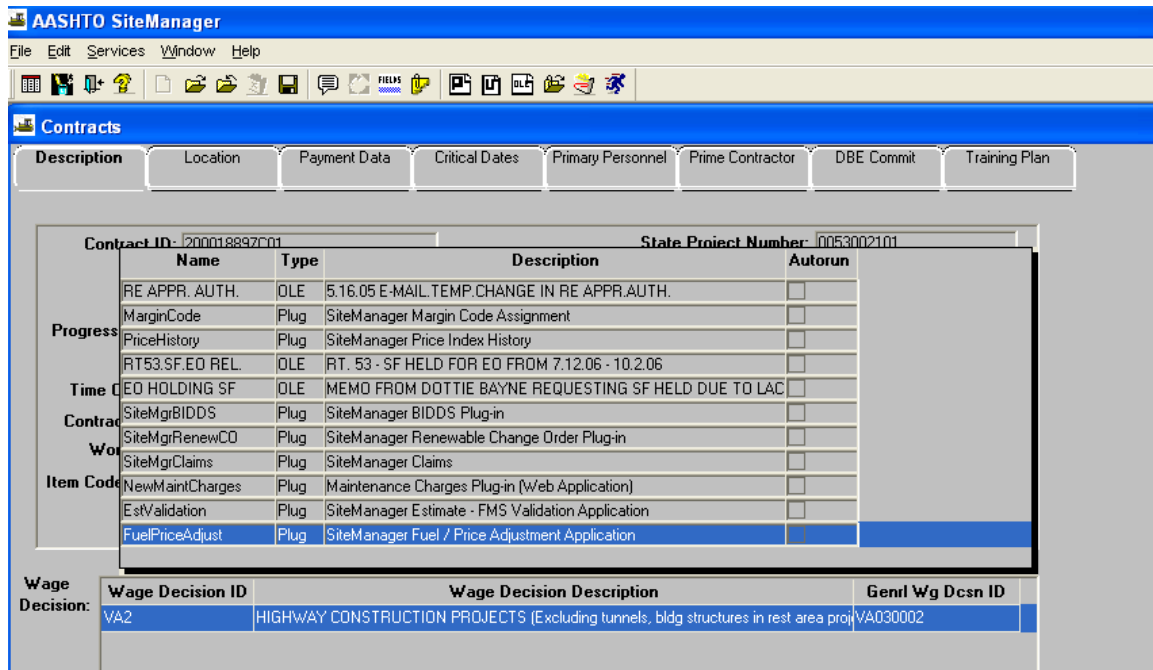 AASHTO SiteManager
File Edit Services Window Help
FIELDS OLE
Contracts
Description Location Payment Data Critical Dates Primary Personnel Prime Contractor DBE Commit Training Plan
Contract ID: 200018897C01 State Project Number: 0053002101
Name Type Description Autorun
RE APPR. AUTH. OLE 5.16.05 E-MAIL.TEMP.CHANGE IN RE APPR.AUTH.
MarginCode Plug SiteManager Margin Code Assignment
Progress
PriceHistory Plug SiteManager Price Index History
RT53.SF.EO REL. OLE RT. 53 - SF HELD FOR EO FROM 7.12.06 - 10.2.06
Time C EO HOLDING SF OLE MEMO FROM DOTTIE BAYNE REQUESTING SF HELD DUE TO LAC
Contrac SiteMgrBIDDS Plug SiteManager BIDDS Plug-in
SiteMgrRenewCO Plug SiteManager Renewable Change Order Plug-in
Wor
SiteMgrClaims Plug SiteManager Claims
Item Code NewMaintCharges Plug Maintenance Charges Plug-in (Web Application)
EstValidation Plug SiteManager Estimate - FMS Validation Application
FuelPriceAdjust Plug SiteManager Fuel / Price Adjustment Application
Wage Decision: Wage Decision ID Wage Decision Description Genrl Wg Dcsn ID
VA2 HIGHWAY CONSTRUCTION PROJECTS (Excluding tunnels, bldg structures in rest area proj VA030002